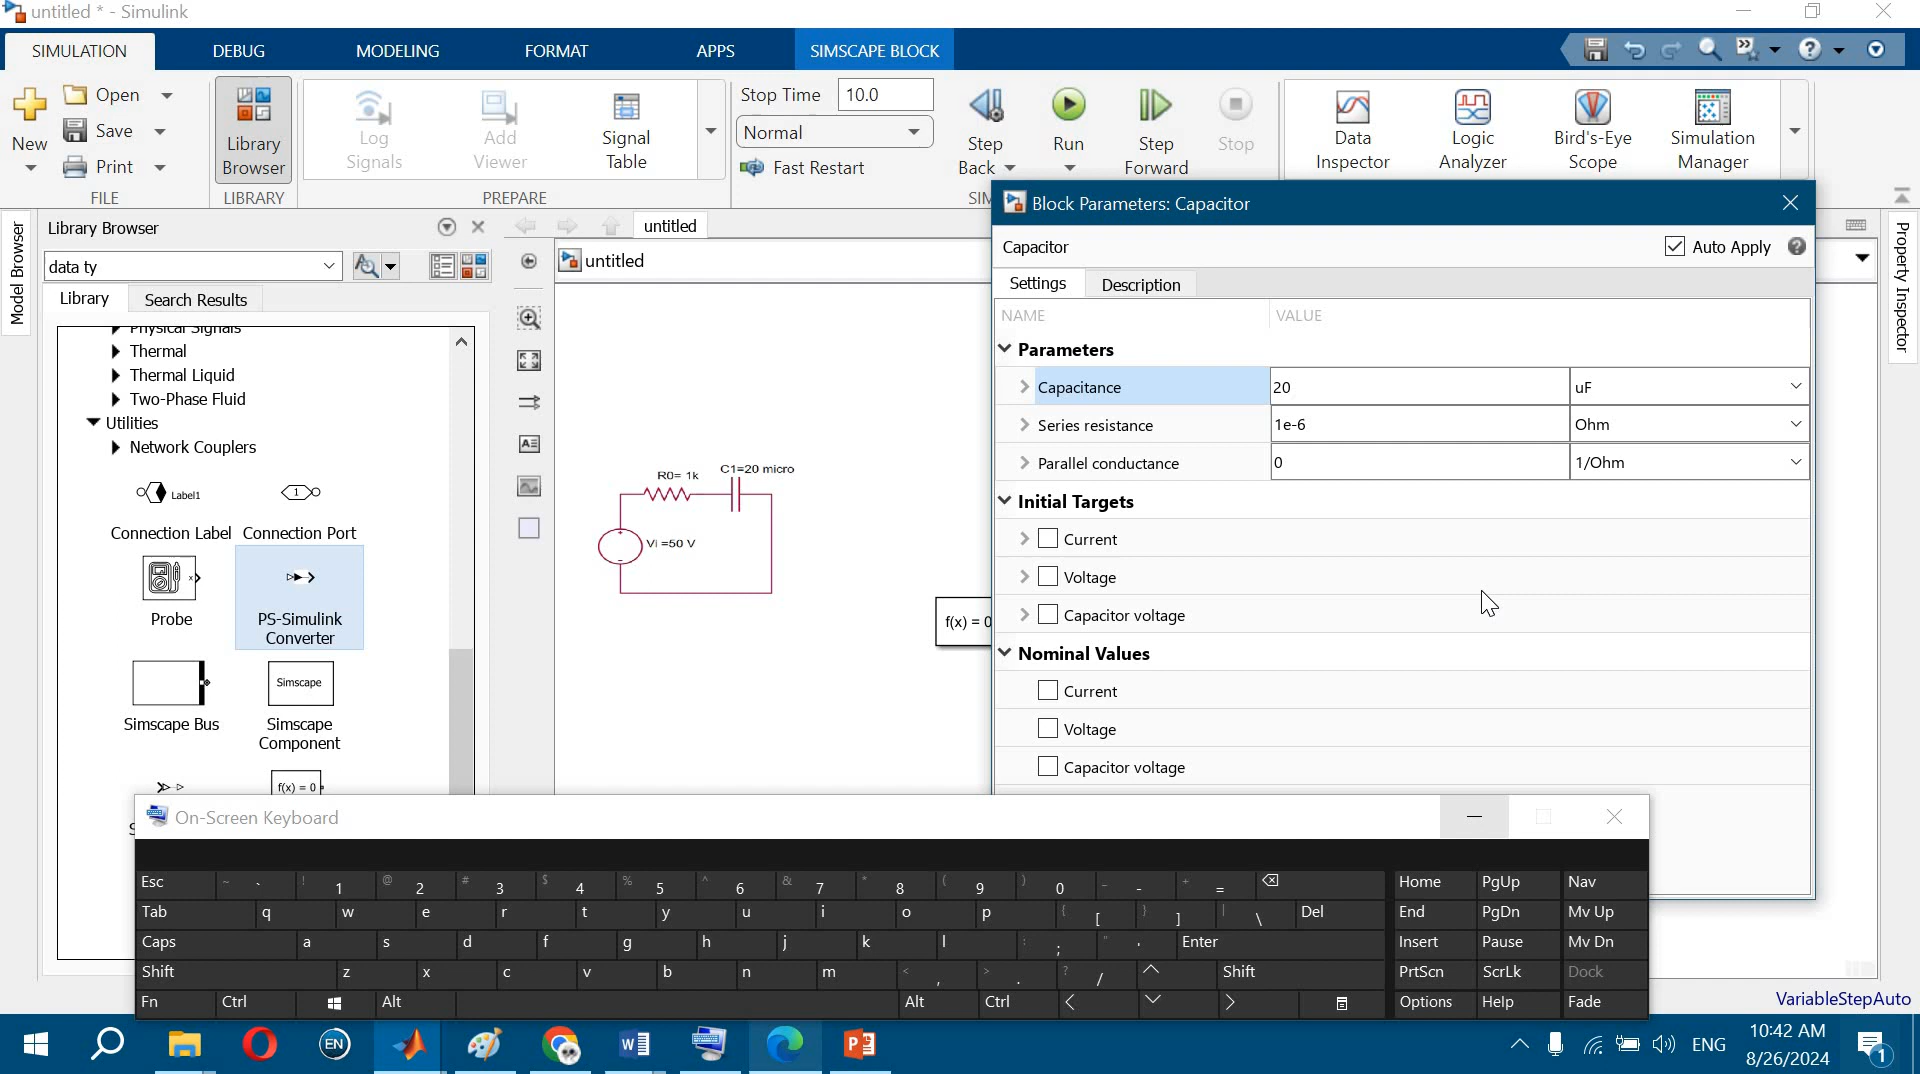 untitled * - Simulink
SIMULATION DEBUG MODELING FORMAT APPS SIMSCAPE BLOCK
New
Open
Save
Print
FILE
Library Browser
LIBRARY
Log Signals
Add Viewer
Signal Table
PREPARE
Stop Time 10.0
Normal
Fast Restart
Step Back
Run
Step Forward
Stop
Data Inspector
Logic Analyzer
Bird's-Eye Scope
Simulation Manager
Model Browser
Library Browser
data ty
Library Search Results
Physical Signals
Thermal
Thermal Liquid
Two-Phase Fluid
Utilities
Network Couplers
Label1
1
Connection Label Connection Port
Probe
PS-Simulink Converter
Simscape
Simscape Bus
Simscape Component
f(x) = 0
untitled
untitled
R0= 1k
C1=20 micro
Vi =50 V
f(x) = 0
Block Parameters: Capacitor
Capacitor
Auto Apply
Settings Description
NAME VALUE
Parameters
Capacitance 20 uF
Series resistance 1e-6 Ohm
Parallel conductance 0 1/Ohm
Initial Targets
Current
Voltage
Capacitor voltage
Nominal Values
Current
Voltage
Capacitor voltage
Property Inspector
VariableStepAuto
On-Screen Keyboard
Esc ~ ` ! 1 @ 2 # 3 $ 4 % 5 ^ 6 & 7 * 8 ( 9 ) 0 _ - + = Home PgUp Nav
Tab q w e r t y u i o p { [ } ] | \ Del End PgDn Mv Up
Caps a s d f g h j k l : ; " ' Enter Insert Pause Mv Dn
Shift z x c v b n m < , > . ? / Shift PrtScn ScrLk Dock
Fn Ctrl Alt Alt Ctrl Options Help Fade
EN
ENG
10:42 AM
8/26/2024
1